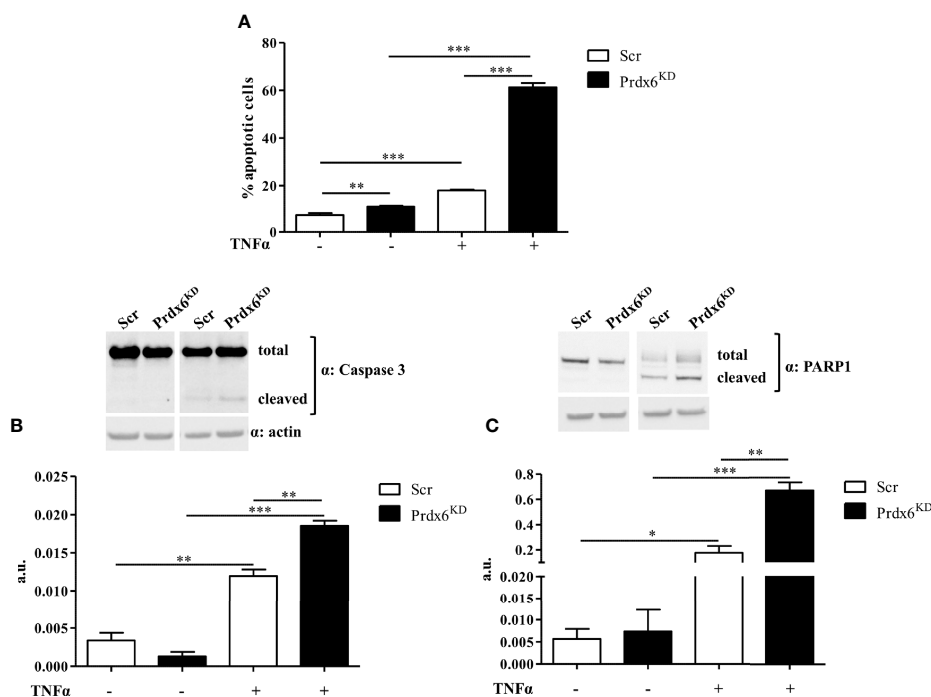 A
80
60
40
20
0
% apoptotic cells
***
***
***
**
Scr
Prdx6KD
TNFα - - + +
Scr Prdx6KD Scr Prdx6KD
total
cleaved
α: Caspase 3
α: actin
B
0.025
0.020
0.015
0.010
0.005
0.000
a.u.
**
***
**
Scr
Prdx6KD
TNFα - - + +
Scr Prdx6KD Scr Prdx6KD
total
cleaved
α: PARP1
C
0.8
0.6
0.4
0.2
0.020
0.015
0.010
0.005
0.000
a.u.
**
***
*
Scr
Prdx6KD
TNFα - - + +